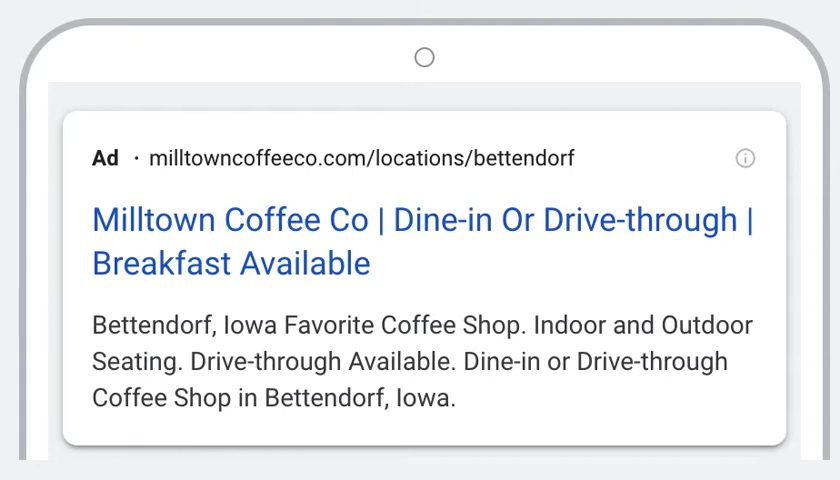 Ad · milltowncoffeeco.com/locations/bettendorf
Milltown Coffee Co | Dine-in Or Drive-through |
Breakfast Available
Bettendorf, Iowa Favorite Coffee Shop. Indoor and Outdoor
Seating. Drive-through Available. Dine-in or Drive-through
Coffee Shop in Bettendorf, Iowa.